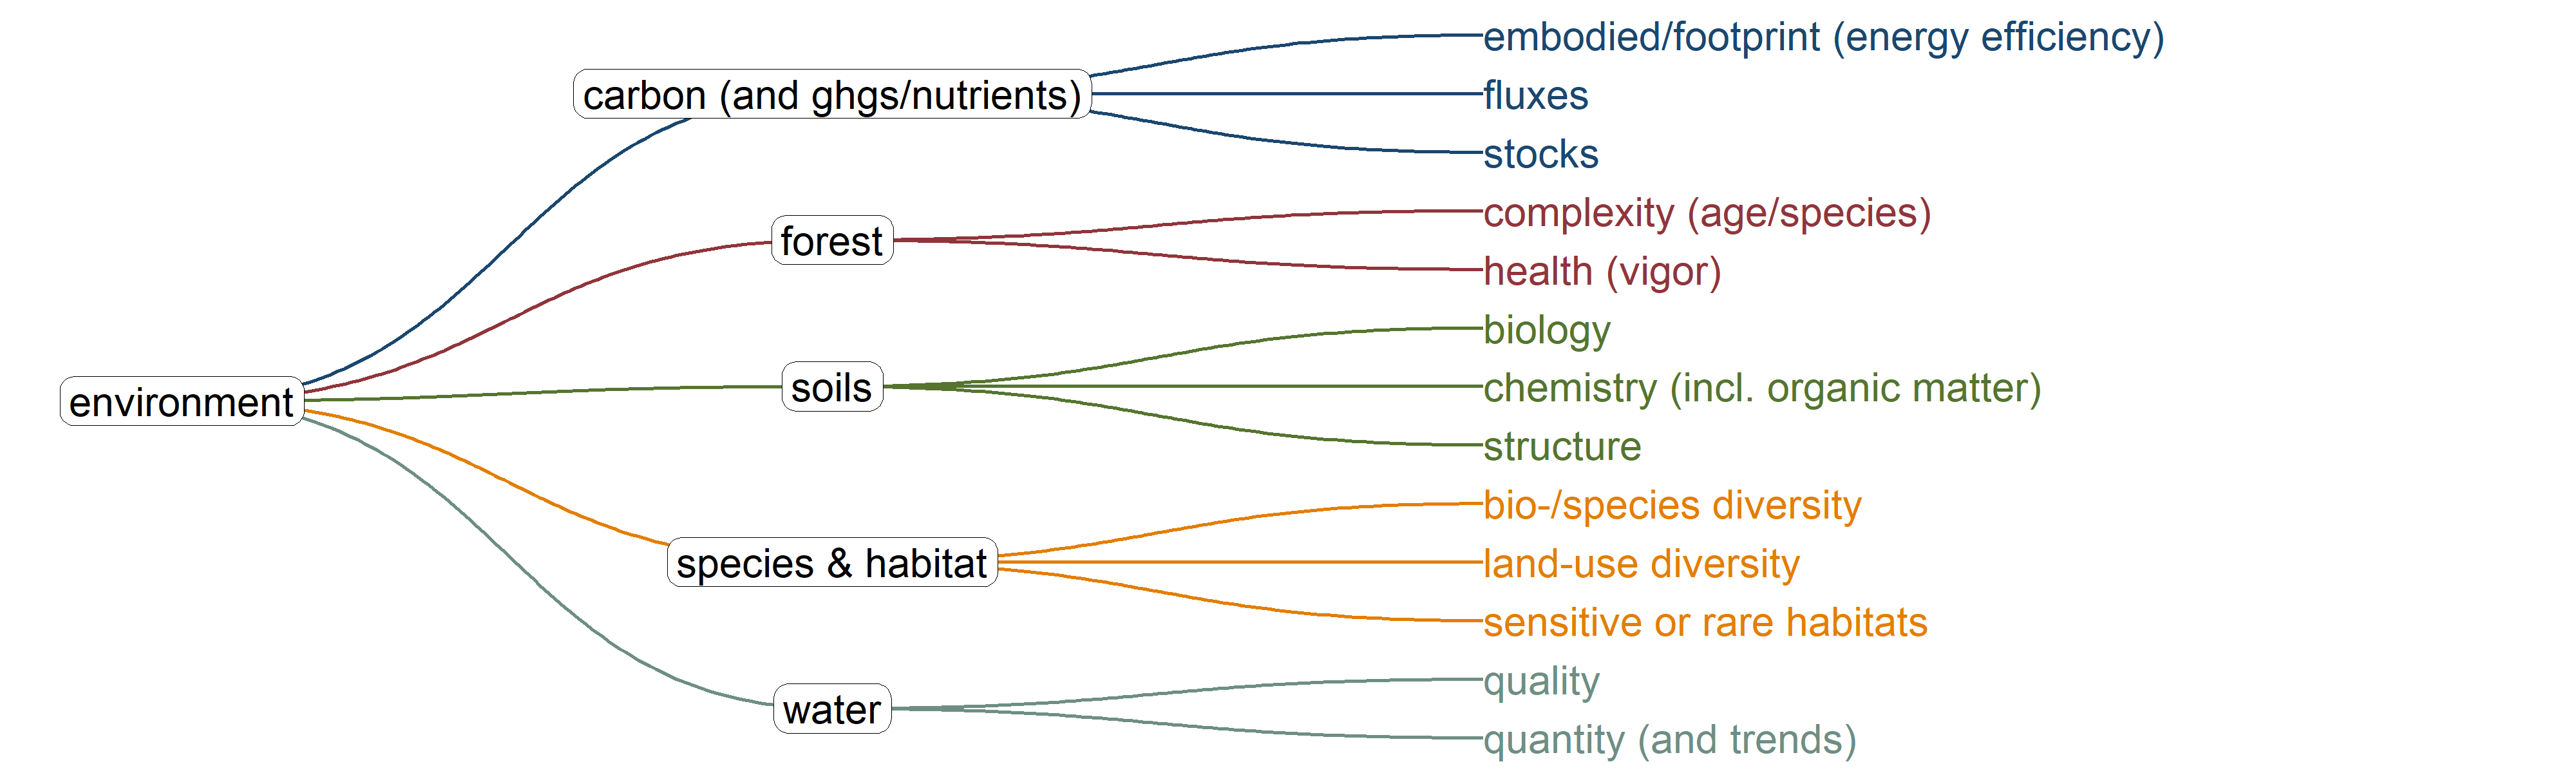 environment
carbon (and ghgs/nutrients)
embodied/footprint (energy efficiency)
fluxes
stocks
forest
complexity (age/species)
health (vigor)
soils
biology
chemistry (incl. organic matter)
structure
species & habitat
bio-/species diversity
land-use diversity
sensitive or rare habitats
water
quality
quantity (and trends)